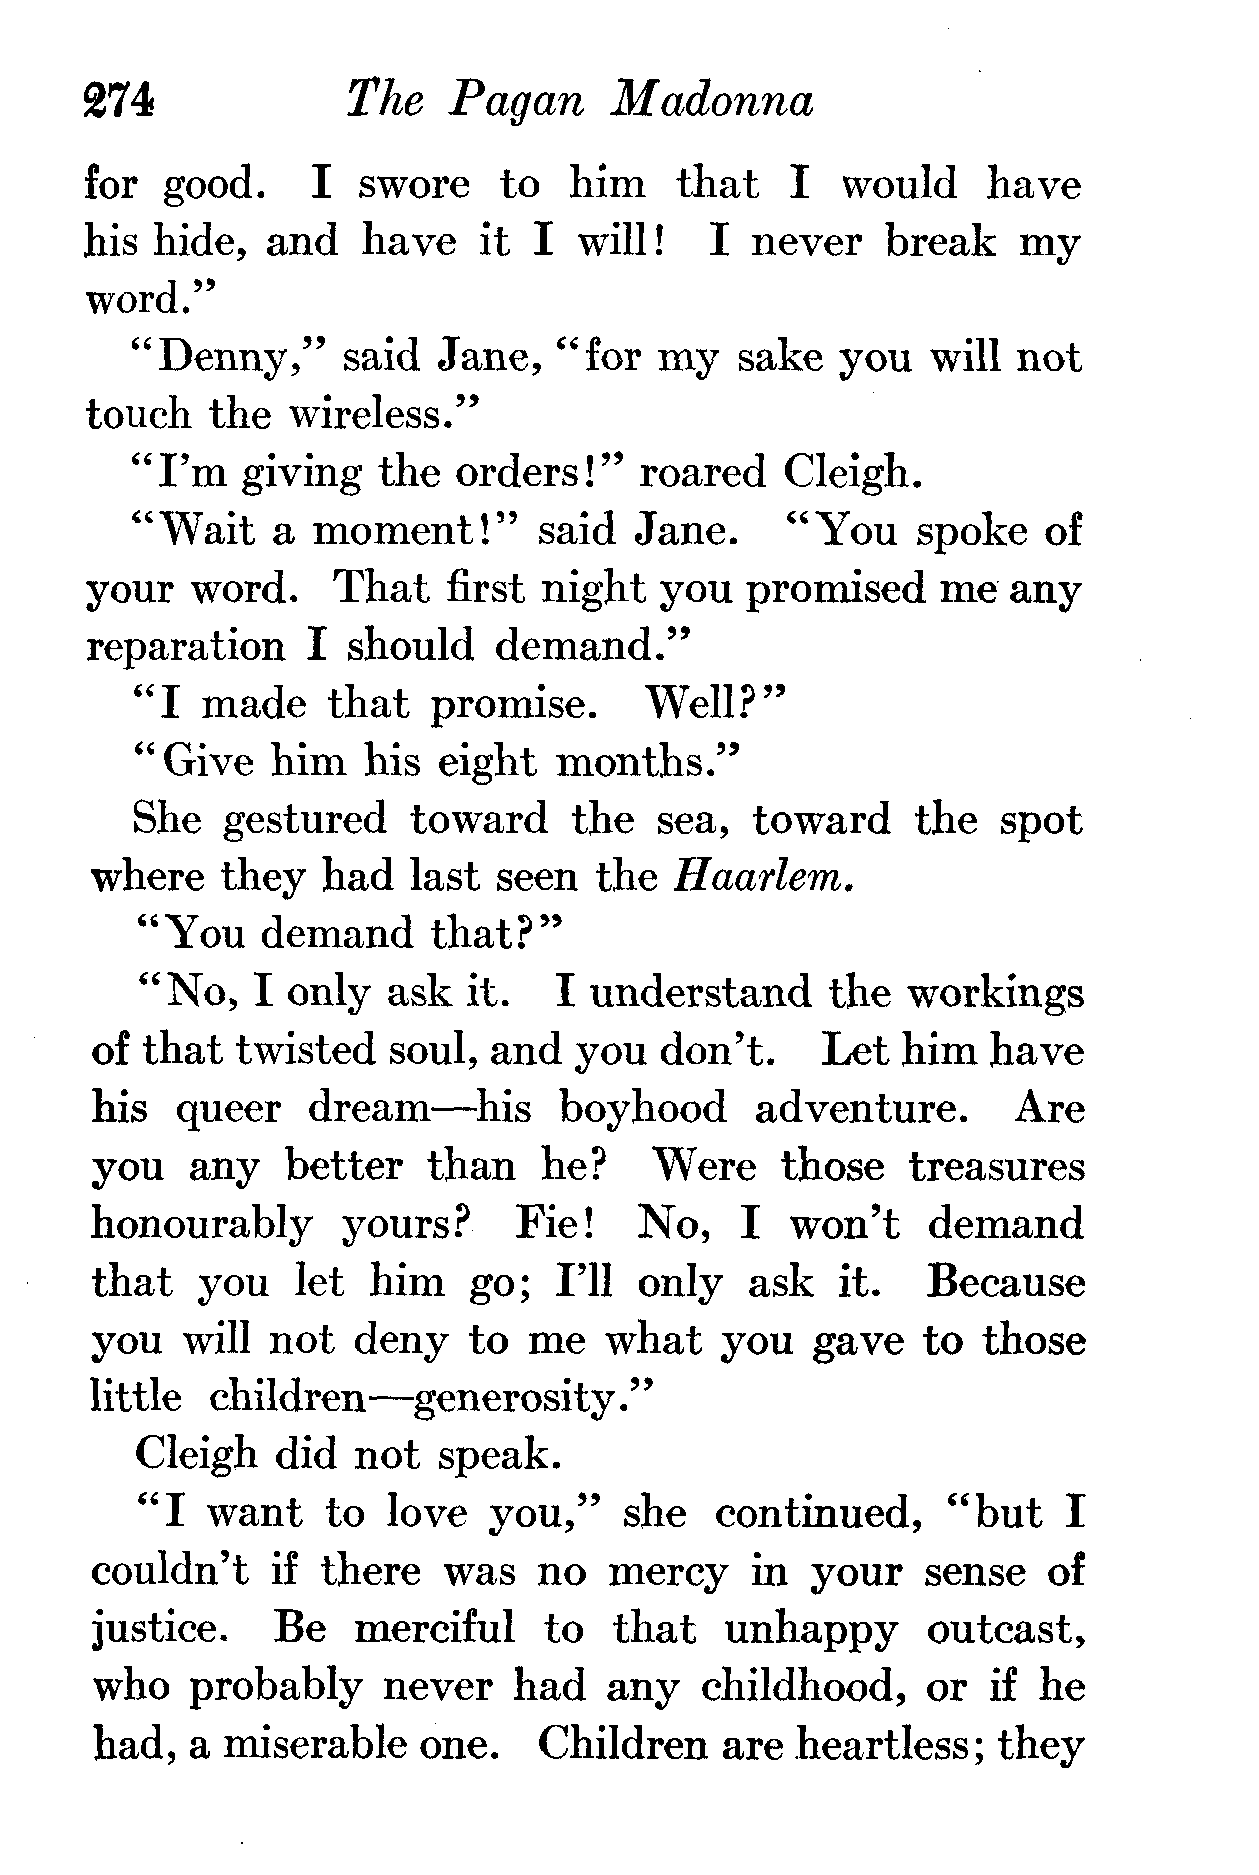 274 The Pagan Madonna
for good. I swore to him that I would have
his hide, and have it I will! I never break my
word."
"Denny," said Jane, "for my sake you will not
touch the wireless."
"I'm giving the orders!" roared Cleigh.
"Wait a moment!" said Jane. "You spoke of
your word. That first night you promised me any
reparation I should demand."
"I made that promise. Well?"
"Give him his eight months."
She gestured toward the sea, toward the spot
where they had last seen the Haarlem.
"You demand that?"
"No, I only ask it. I understand the workings
of that twisted soul, and you don't. Let him have
his queer dream—his boyhood adventure. Are
you any better than he? Were those treasures
honourably yours? Fie! No, I won't demand
that you let him go; I'll only ask it. Because
you will not deny to me what you gave to those
little children—generosity."
Cleigh did not speak.
"I want to love you," she continued, "but I
couldn't if there was no mercy in your sense of
justice. Be merciful to that unhappy outcast,
who probably never had any childhood, or if he
had, a miserable one. Children are heartless; they